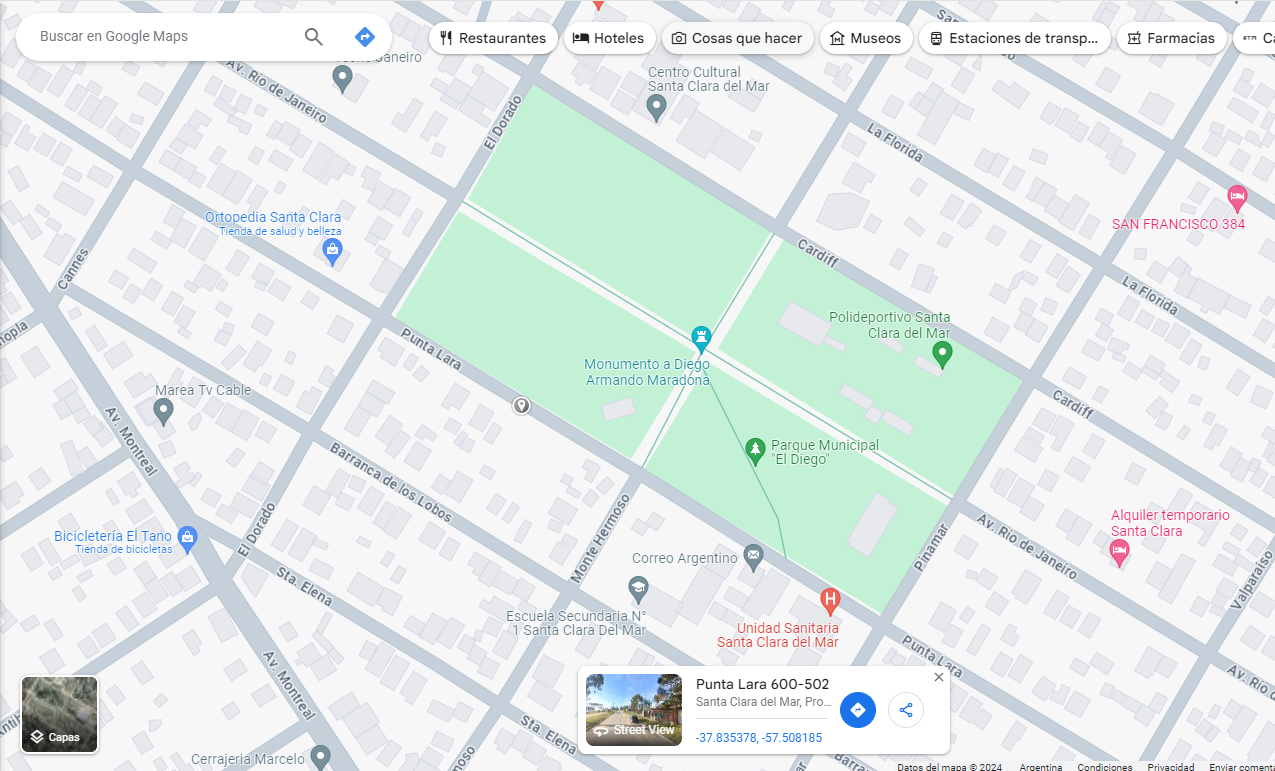 Buscar en Google Maps
Restaurantes
Hoteles
Cosas que hacer
Museos
Estaciones de transp...
Farmacias
Janeiro
Av. Río de Janeiro
El Dorado
Centro Cultural
Santa Clara del Mar
La Florida
SAN FRANCISCO 384
Ortopedia Santa Clara
Tienda de salud y belleza
Cannes
Cardiff
La Florida
Polideportivo Santa
Clara del Mar
Punta Lara
Monumento a Diego
Armando Maradona
Marea Tv Cable
Cardiff
Av. Montreal
Parque Municipal
"El Diego"
Barranca de los Lobos
Alquiler temporario
Santa Clara
Av. Río de Janeiro
Bicicletería El Tano
Tienda de bicicletas
El Dorado
Monte Hermoso
Correo Argentino
Pinamar
Valparaíso
Sta. Elena
Escuela Secundaria N°
1 Santa Clara Del Mar
Unidad Sanitaria
Santa Clara del Mar
Punta Lara
Av. Montreal
Av. Río
Punta Lara 600-502
Santa Clara del Mar, Pro...
-37.835378, -57.508185
Street View
Capas
Sta. Elena
Cerrajeria Marcelo
Datos del mapa © 2024 Argentina Condiciones Privacidad Enviar comenta